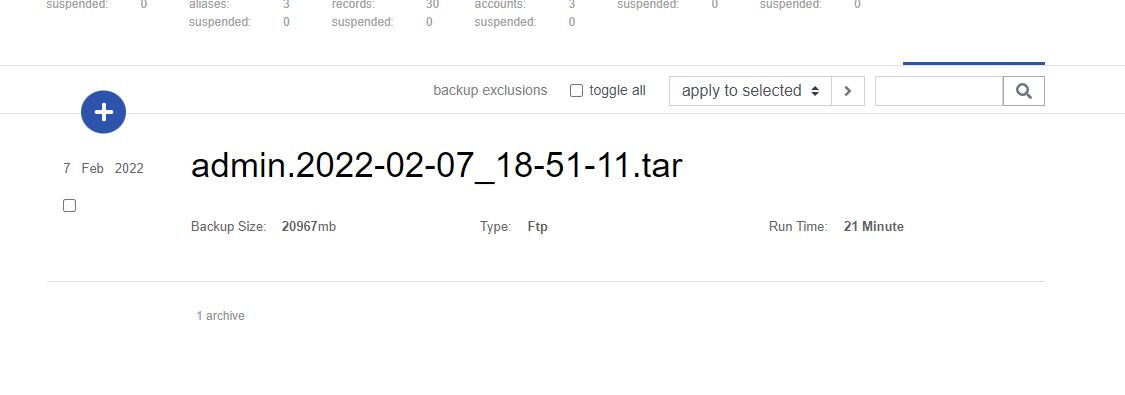 suspended: 0 aliases: 3 records: 30 accounts: 3 suspended: 0 suspended: 0
suspended: 0 suspended: 0 suspended: 0
backup exclusions toggle all apply to selected
7 Feb 2022 admin.2022-02-07_18-51-11.tar
Backup Size: 20967mb Type: Ftp Run Time: 21 Minute
1 archive